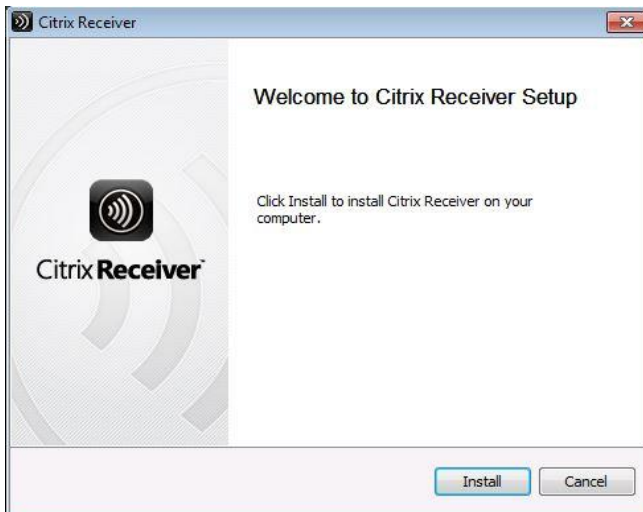 Citrix Receiver
Welcome to Citrix Receiver Setup
Click Install to install Citrix Receiver on your
computer.
Citrix Receiver™
Install
Cancel